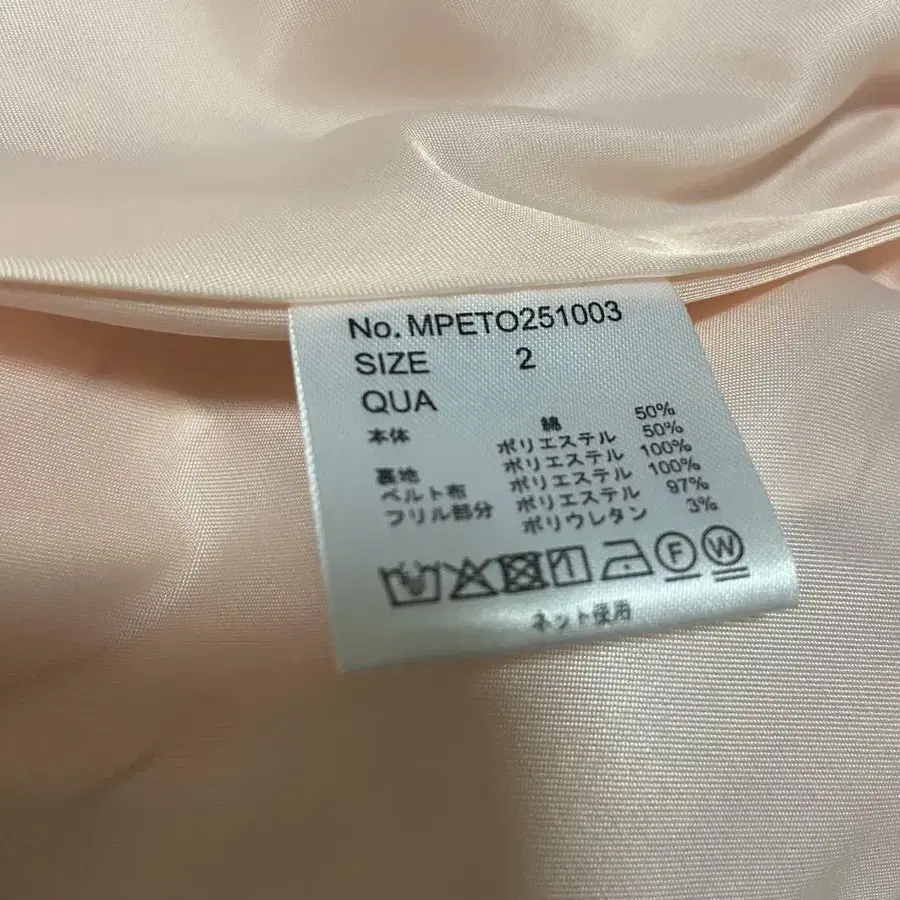 No. MPETO251003
SIZE 2
QUA
本体 綿 50%
ポリエステル 50%
裏地 ポリエステル 100%
ベルト布 ポリエステル 100%
フリル部分 ポリエステル 97%
ポリウレタン 3%
F W
ネット使用